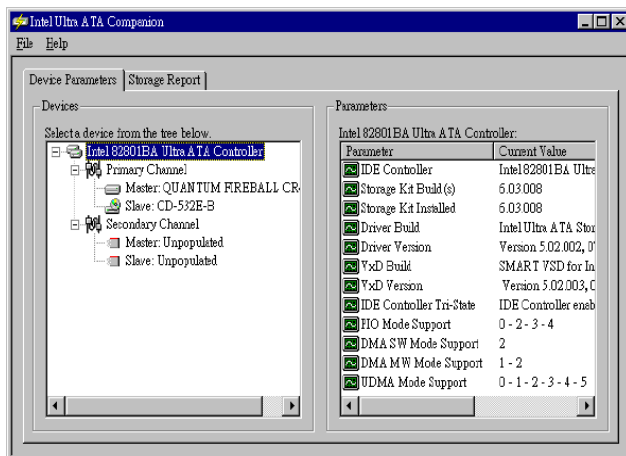 Intel Ultra ATA Companion
File Help
Device Parameters
Storage Report
Devices
Select a device from the tree below.
Intel 82801BA Ultra ATA Controller
Primary Channel
Master: QUANTUM FIREBALL CR
Slave: CD-532E-B
Secondary Channel
Master: Unpopulated
Slave: Unpopulated
Parameters
Intel 82801BA Ultra ATA Controller:
Parameter Current Value
IDE Controller Intel 82801BA Ultra
Storage Kit Build(s) 6.03.008
Storage Kit Installed 6.03.008
Driver Build Intel Ultra ATA Stor
Driver Version Version 5.02.002, 0
VxD Build SMART VSD for In
VxD Version Version 5.02.003, 0
IDE Controller Tri-State IDE Controller enab
PIO Mode Support 0 - 2 - 3 - 4
DMA SW Mode Support 2
DMA MW Mode Support 1 - 2
UDMA Mode Support 0 - 1 - 2 - 3 - 4 - 5